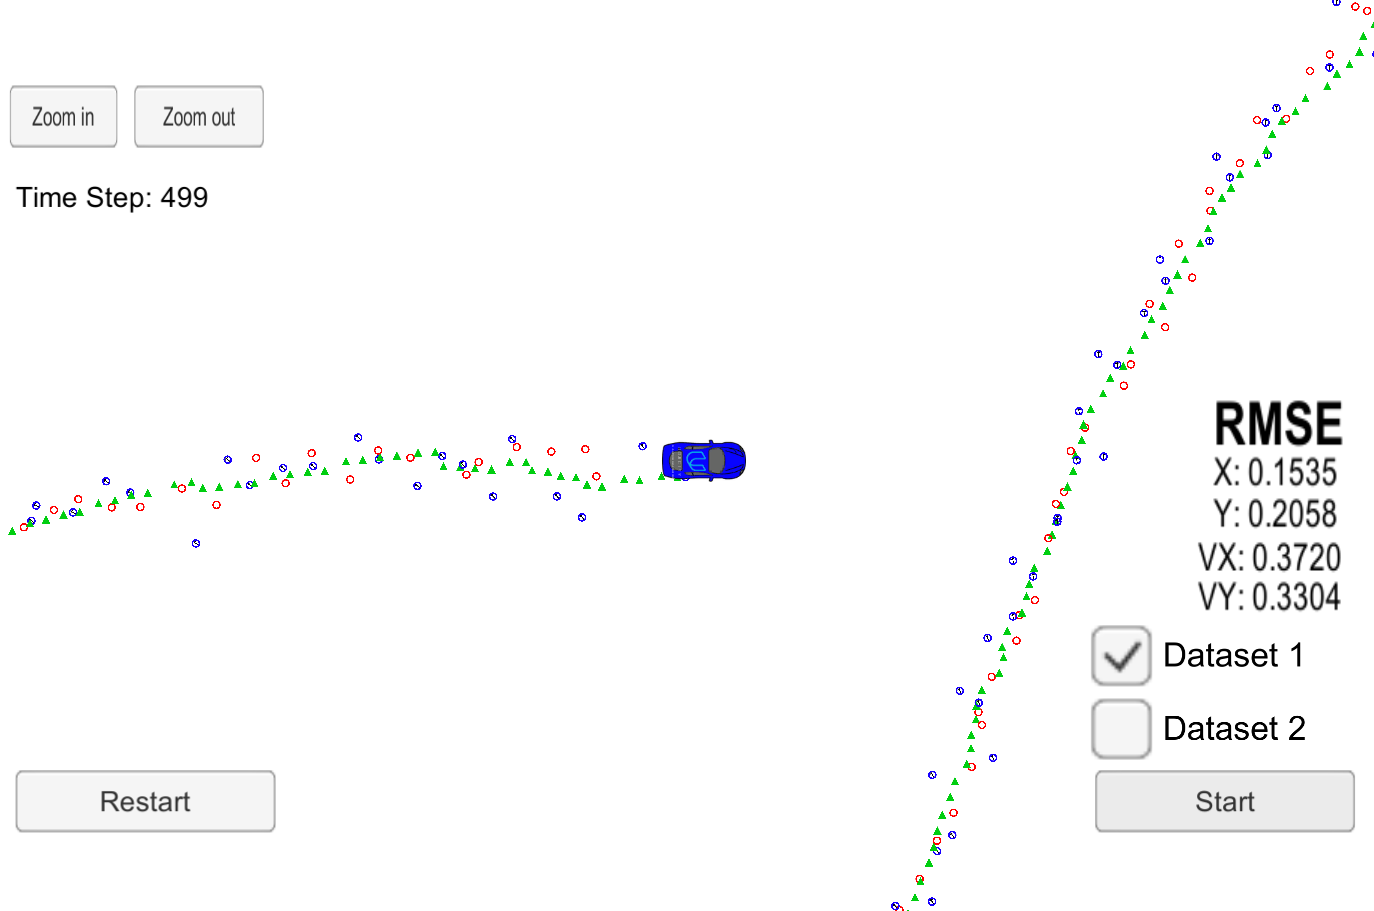 Zoom in
Zoom out
Time Step: 499
RMSE
X: 0.1535
Y: 0.2058
VX: 0.3720
VY: 0.3304
Dataset 1
Dataset 2
Restart
Start